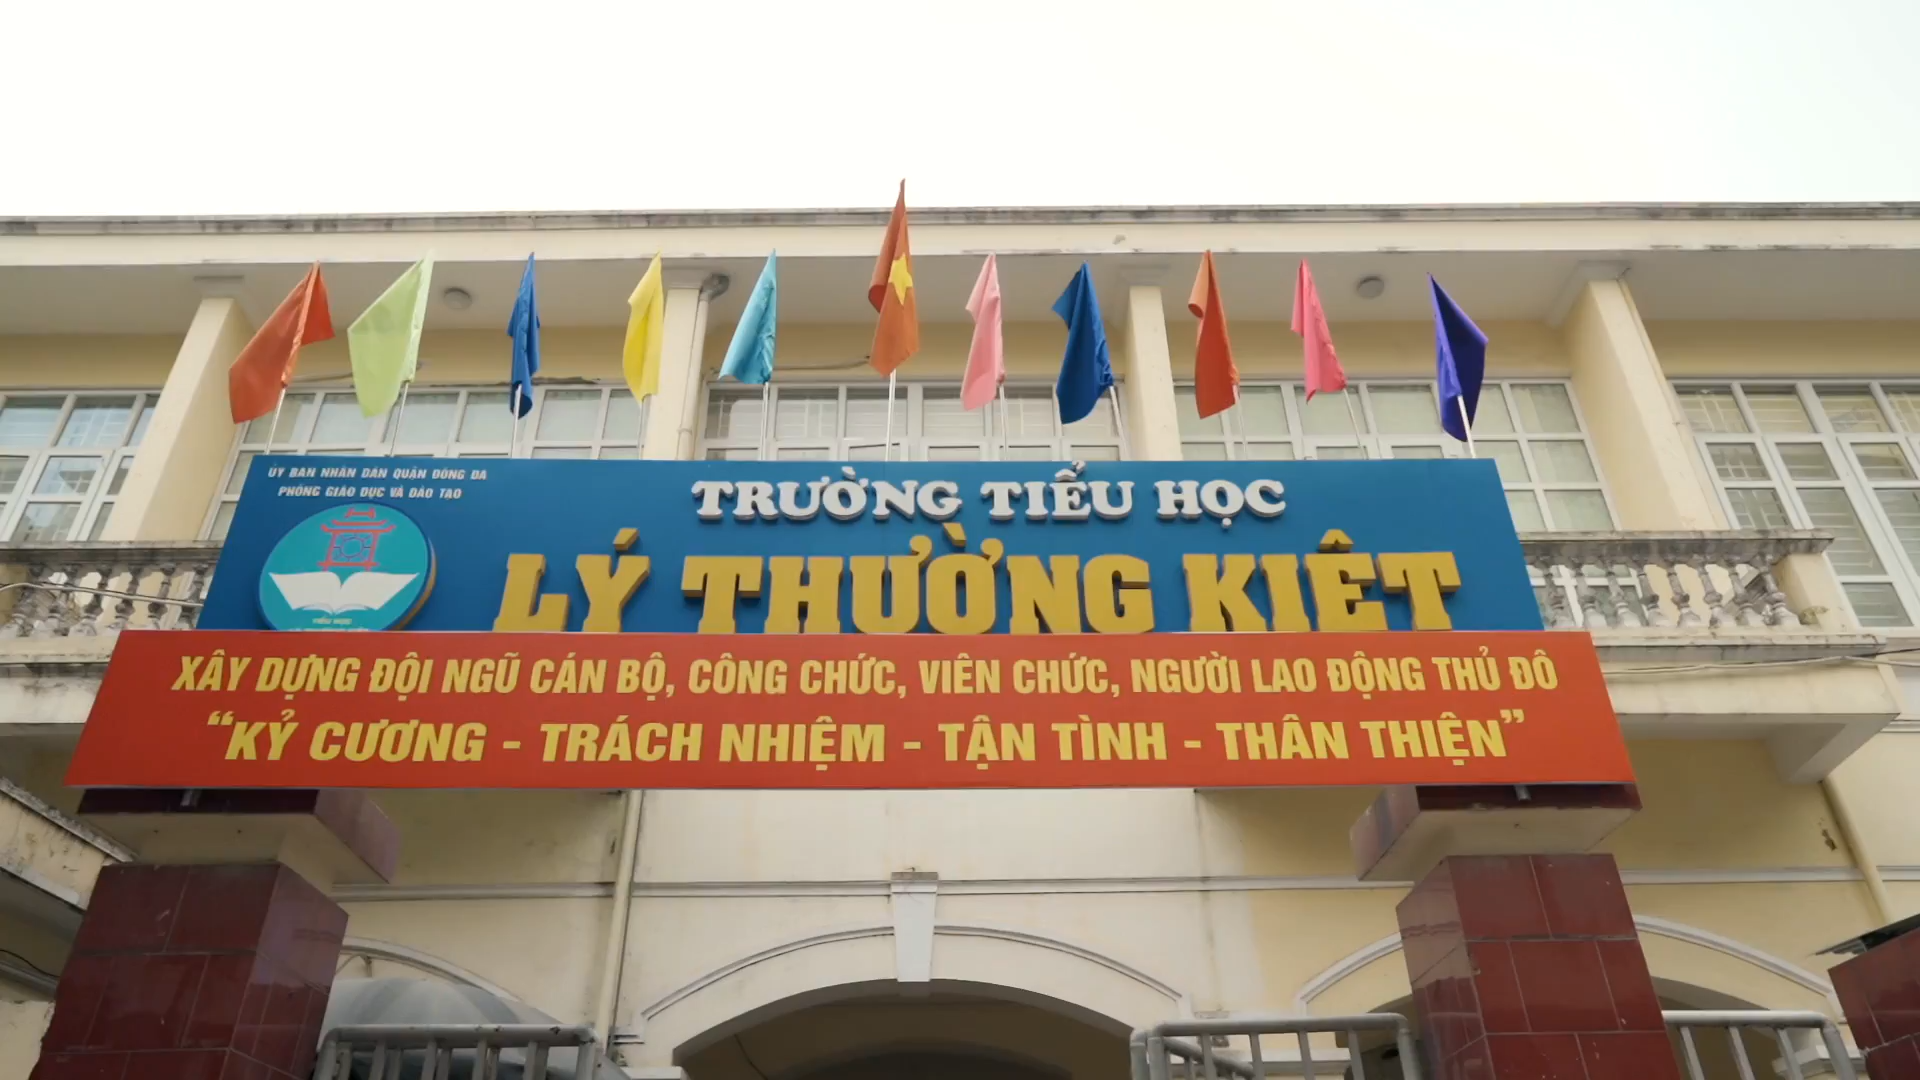 ỦY BAN NHÂN DÂN QUẬN ĐỐNG ĐA
PHÒNG GIÁO DỤC VÀ ĐÀO TẠO
TRƯỜNG TIỂU HỌC
LÝ THƯỜNG KIỆT
TIỂU HỌC
XÂY DỰNG ĐỘI NGŨ CÁN BỘ, CÔNG CHỨC, VIÊN CHỨC, NGƯỜI LAO ĐỘNG THỦ ĐÔ
“KỶ CƯƠNG - TRÁCH NHIỆM - TẬN TÌNH - THÂN THIỆN”